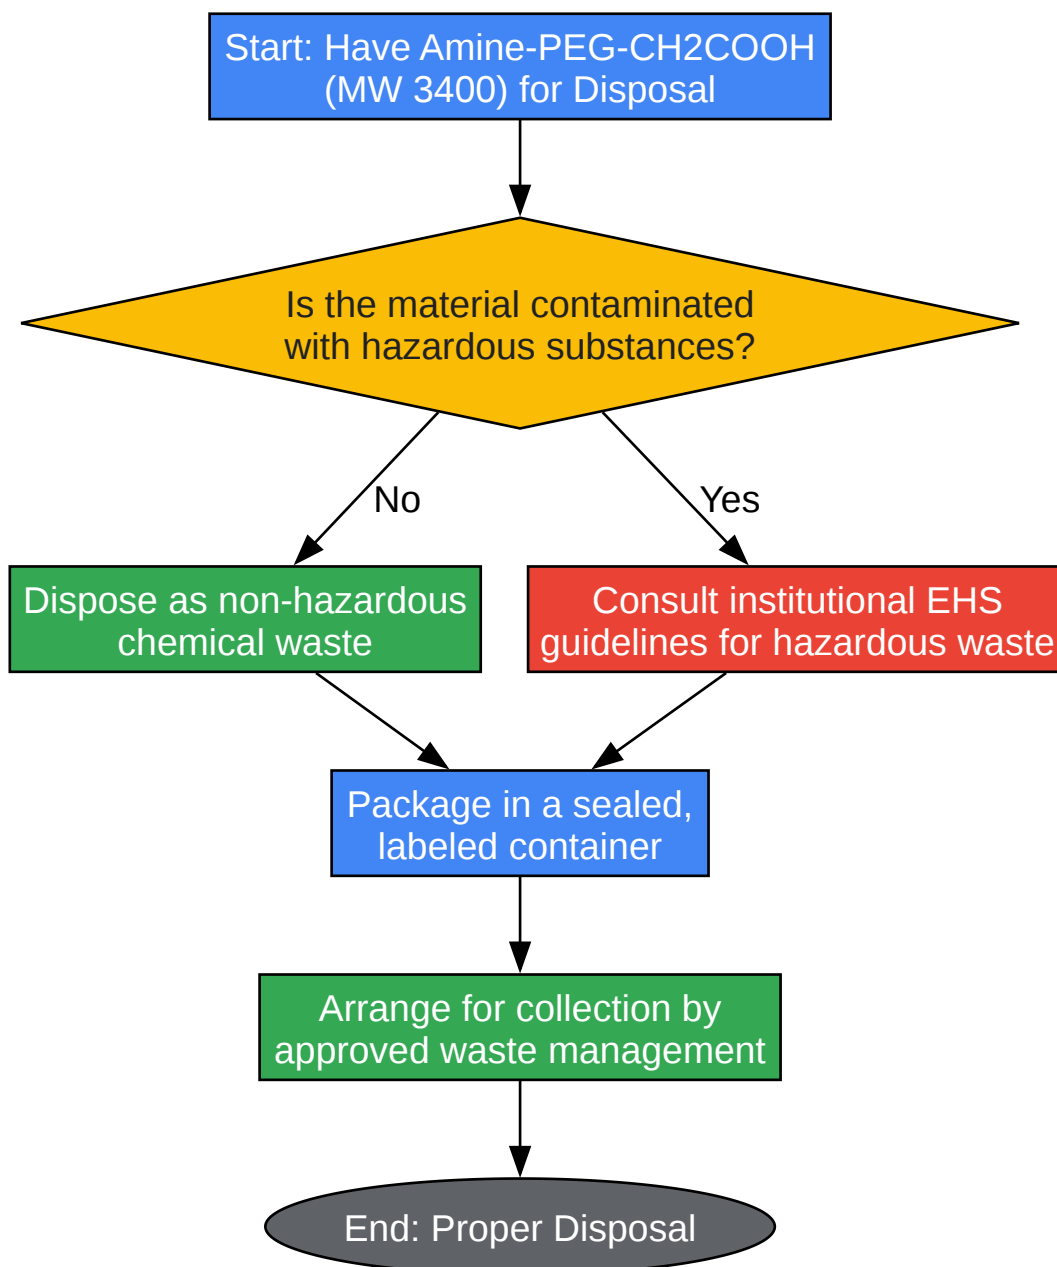 Start: Have Amine-PEG-CH2COOH
(MW 3400) for Disposal
Is the material contaminated
with hazardous substances?
No
Yes
Dispose as non-hazardous
chemical waste
Consult institutional EHS
guidelines for hazardous waste
Package in a sealed,
labeled container
Arrange for collection by
approved waste management
End: Proper Disposal